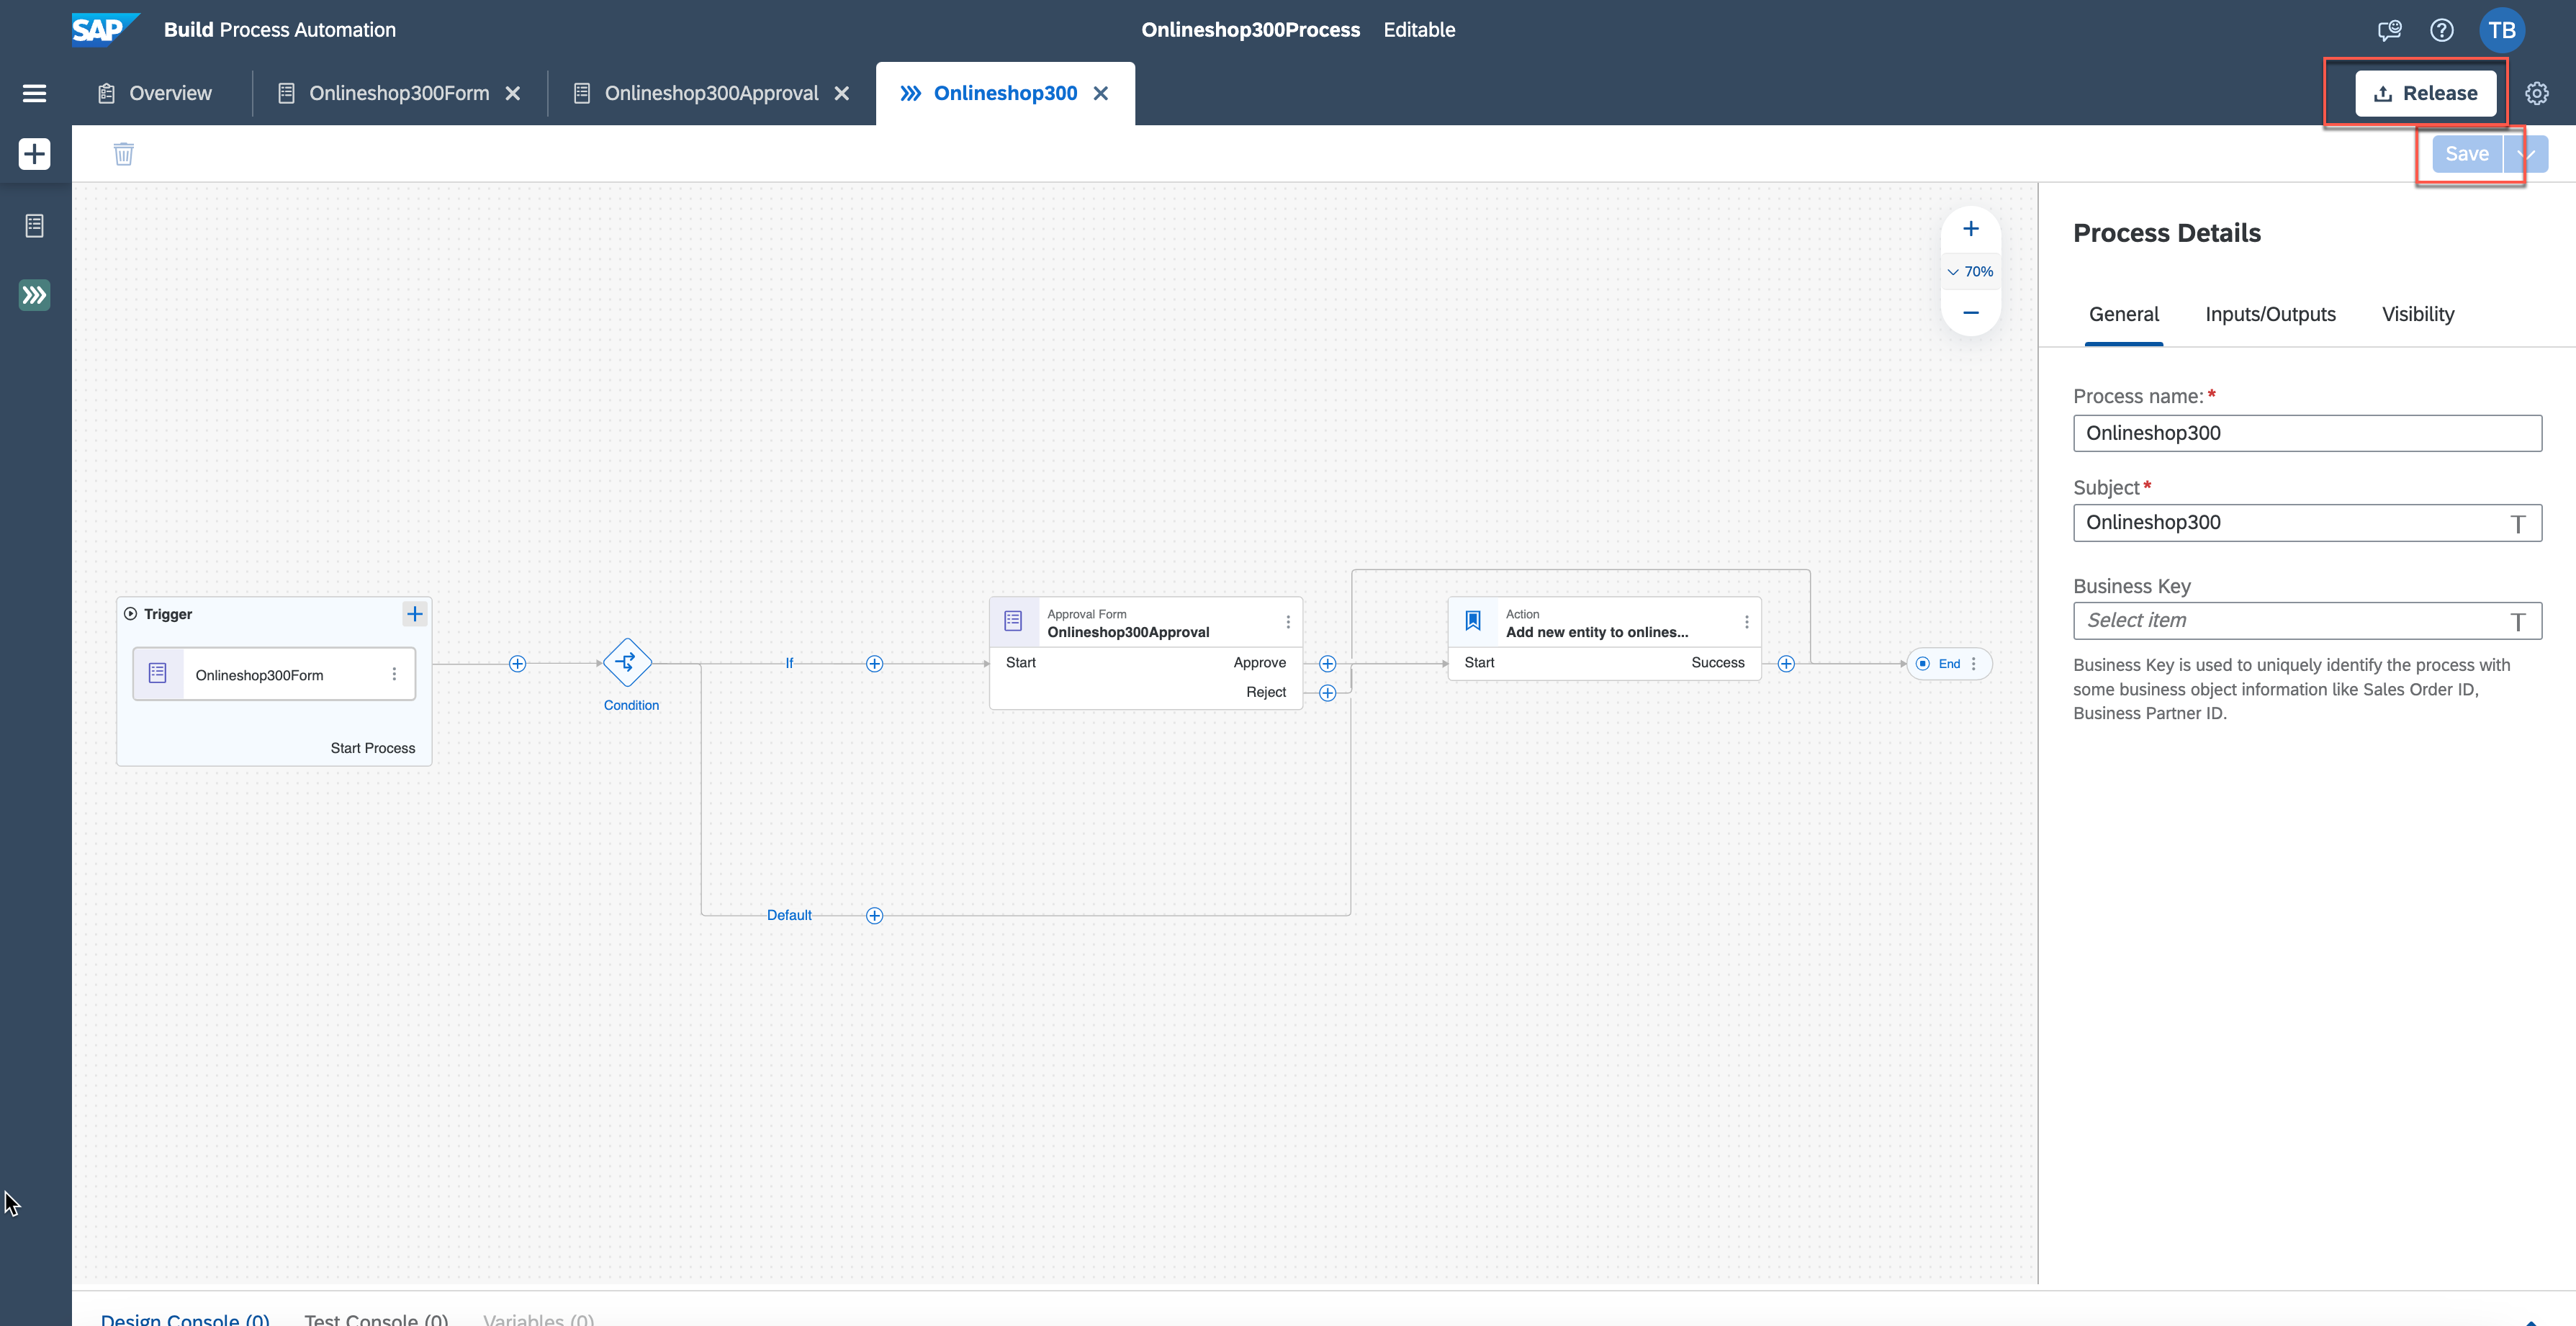 SAP
Build Process Automation
Onlineshop300Process Editable
TB
Overview
Onlineshop300Form
Onlineshop300Approval
Onlineshop300
Release
Save
70%
Process Details
General Inputs/Outputs Visibility
Process name:*
Onlineshop300
Subject*
Onlineshop300
Business Key
Select item
Business Key is used to uniquely identify the process with
some business object information like Sales Order ID,
Business Partner ID.
Trigger
Onlineshop300Form
Start Process
Condition
If
Default
Approval Form
Onlineshop300Approval
Start Approve
Reject
Action
Add new entity to onlines...
Start Success
End
Design Console (0) Test Console (0) Variables (0)